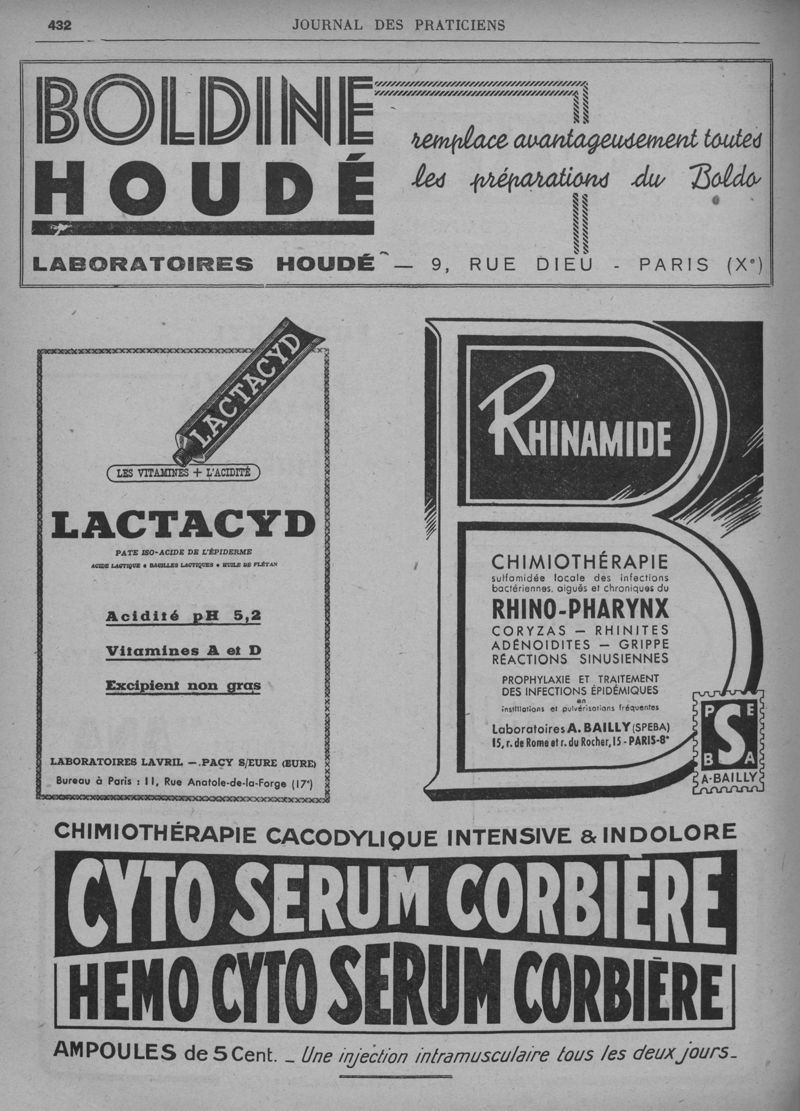 432
JOURNAL DES PRATICIENS
BOLDINE
HOUDÉ
remplace avantageusement toutes
les préparations du Boldo
LABORATOIRES HOUDÉ — 9, RUE DIEU - PARIS (Xe)
LACTACYD
LES VITAMINES + L'ACIDITÉ
LACTACYD
PATE ISO-ACIDE DE L'ÉPIDERME
ACIDE LACTIQUE • BACILLES LACTIQUES • HUILE DE FLÉTAN
Acidité pH 5,2
Vitamines A et D
Excipient non gras
LABORATOIRES LAVRIL — .PACY S/EURE (EURE)
Bureau à Paris : 11, Rue Anatole-de-la-Forge (17e)
RHINAMIDE
CHIMIOTHÉRAPIE
sulfamidée locale des infections
bactériennes, aiguës et chroniques du
RHINO-PHARYNX
CORYZAS — RHINITES
ADÉNOIDITES — GRIPPE
RÉACTIONS SINUSIENNES
PROPHYLAXIE ET TRAITEMENT
DES INFECTIONS ÉPIDÉMIQUES
en
instillations et pulvérisations fréquentes
Laboratoires A. BAILLY (SPEBA)
15, r. de Rome et r. du Rocher, 15 - PARIS-8e
P E
S
B A
A·BAILLY
CHIMIOTHÉRAPIE CACODYLIQUE INTENSIVE & INDOLORE
CYTO SERUM CORBIÈRE
HEMO CYTO SERUM CORBIÈRE
AMPOULES de 5 Cent. _ Une injection intramusculaire tous les deux jours_